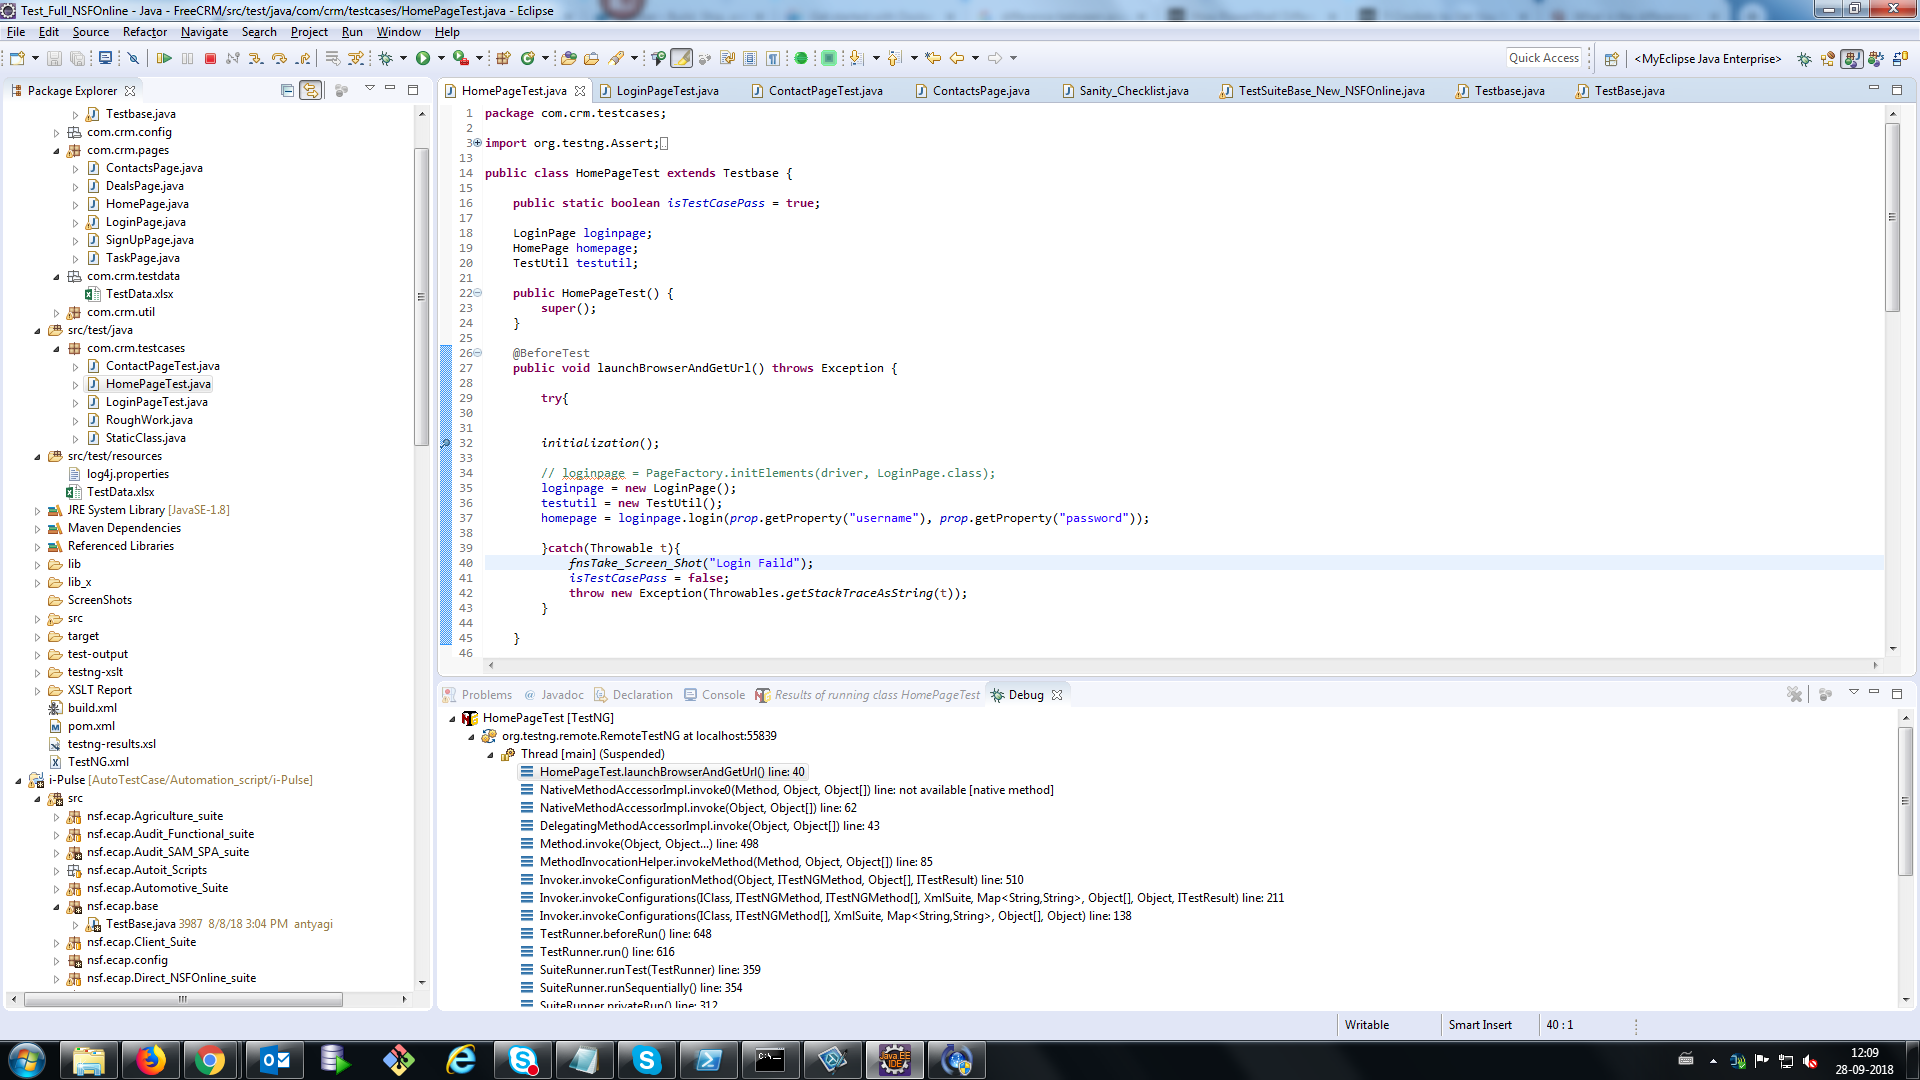 Test_Full_NSFOnline - Java - FreeCRM/src/test/java/com/crm/testcases/HomePageTest.java - Eclipse
File Edit Source Refactor Navigate Search Project Run Window Help
Quick Access <MyEclipse Java Enterprise>
Package Explorer
Testbase.java
com.crm.config
com.crm.pages
ContactsPage.java
DealsPage.java
HomePage.java
LoginPage.java
SignUpPage.java
TaskPage.java
com.crm.testdata
TestData.xlsx
com.crm.util
src/test/java
com.crm.testcases
ContactPageTest.java
HomePageTest.java
LoginPageTest.java
RoughWork.java
StaticClass.java
src/test/resources
log4j.properties
TestData.xlsx
JRE System Library [JavaSE-1.8]
Maven Dependencies
Referenced Libraries
lib
lib_x
ScreenShots
src
target
test-output
testng-xslt
XSLT Report
build.xml
pom.xml
testng-results.xsl
TestNG.xml
i-Pulse [AutoTestCase/Automation_script/i-Pulse]
src
nsf.ecap.Agriculture_suite
nsf.ecap.Audit_Functional_suite
nsf.ecap.Audit_SAM_SPA_suite
nsf.ecap.Autoit_Scripts
nsf.ecap.Automotive_Suite
nsf.ecap.base
TestBase.java 3987 8/8/18 3:04 PM antyagi
nsf.ecap.Client_Suite
nsf.ecap.config
nsf.ecap.Direct_NSFOnline_suite
HomePageTest.java LoginPageTest.java ContactPageTest.java ContactsPage.java Sanity_Checklist.java TestSuiteBase_New_NSFOnline.java Testbase.java TestBase.java
1 package com.crm.testcases;
2
3 import org.testng.Assert;
13
14 public class HomePageTest extends Testbase {
15
16 public static boolean isTestCasePass = true;
17
18 LoginPage loginpage;
19 HomePage homepage;
20 TestUtil testutil;
21
22 public HomePageTest() {
23 super();
24 }
25
26 @BeforeTest
27 public void launchBrowserAndGetUrl() throws Exception {
28
29 try{
30
31
32 initialization();
33
34 // loginpage = PageFactory.initElements(driver, LoginPage.class);
35 loginpage = new LoginPage();
36 testutil = new TestUtil();
37 homepage = loginpage.login(prop.getProperty("username"), prop.getProperty("password"));
38
39 }catch(Throwable t){
40 fnsTake_Screen_Shot("Login Faild");
41 isTestCasePass = false;
42 throw new Exception(Throwables.getStackTraceAsString(t));
43 }
44
45 }
46
Problems Javadoc Declaration Console Results of running class HomePageTest Debug
HomePageTest [TestNG]
org.testng.remote.RemoteTestNG at localhost:55839
Thread [main] (Suspended)
HomePageTest.launchBrowserAndGetUrl() line: 40
NativeMethodAccessorImpl.invoke0(Method, Object, Object[]) line: not available [native method]
NativeMethodAccessorImpl.invoke(Object, Object[]) line: 62
DelegatingMethodAccessorImpl.invoke(Object, Object[]) line: 43
Method.invoke(Object, Object...) line: 498
MethodInvocationHelper.invokeMethod(Method, Object, Object[]) line: 85
Invoker.invokeConfigurationMethod(Object, ITestNGMethod, Object[], ITestResult) line: 510
Invoker.invokeConfigurations(IClass, ITestNGMethod, ITestNGMethod[], XmlSuite, Map<String,String>, Object[], Object, ITestResult) line: 211
Invoker.invokeConfigurations(IClass, ITestNGMethod[], XmlSuite, Map<String,String>, Object[], Object) line: 138
TestRunner.beforeRun() line: 648
TestRunner.run() line: 616
SuiteRunner.runTest(TestRunner) line: 359
SuiteRunner.runSequentially() line: 354
SuiteRunner.privateRun() line: 312
Writable Smart Insert 40 : 1
Java EE IDE
12:09
28-09-2018